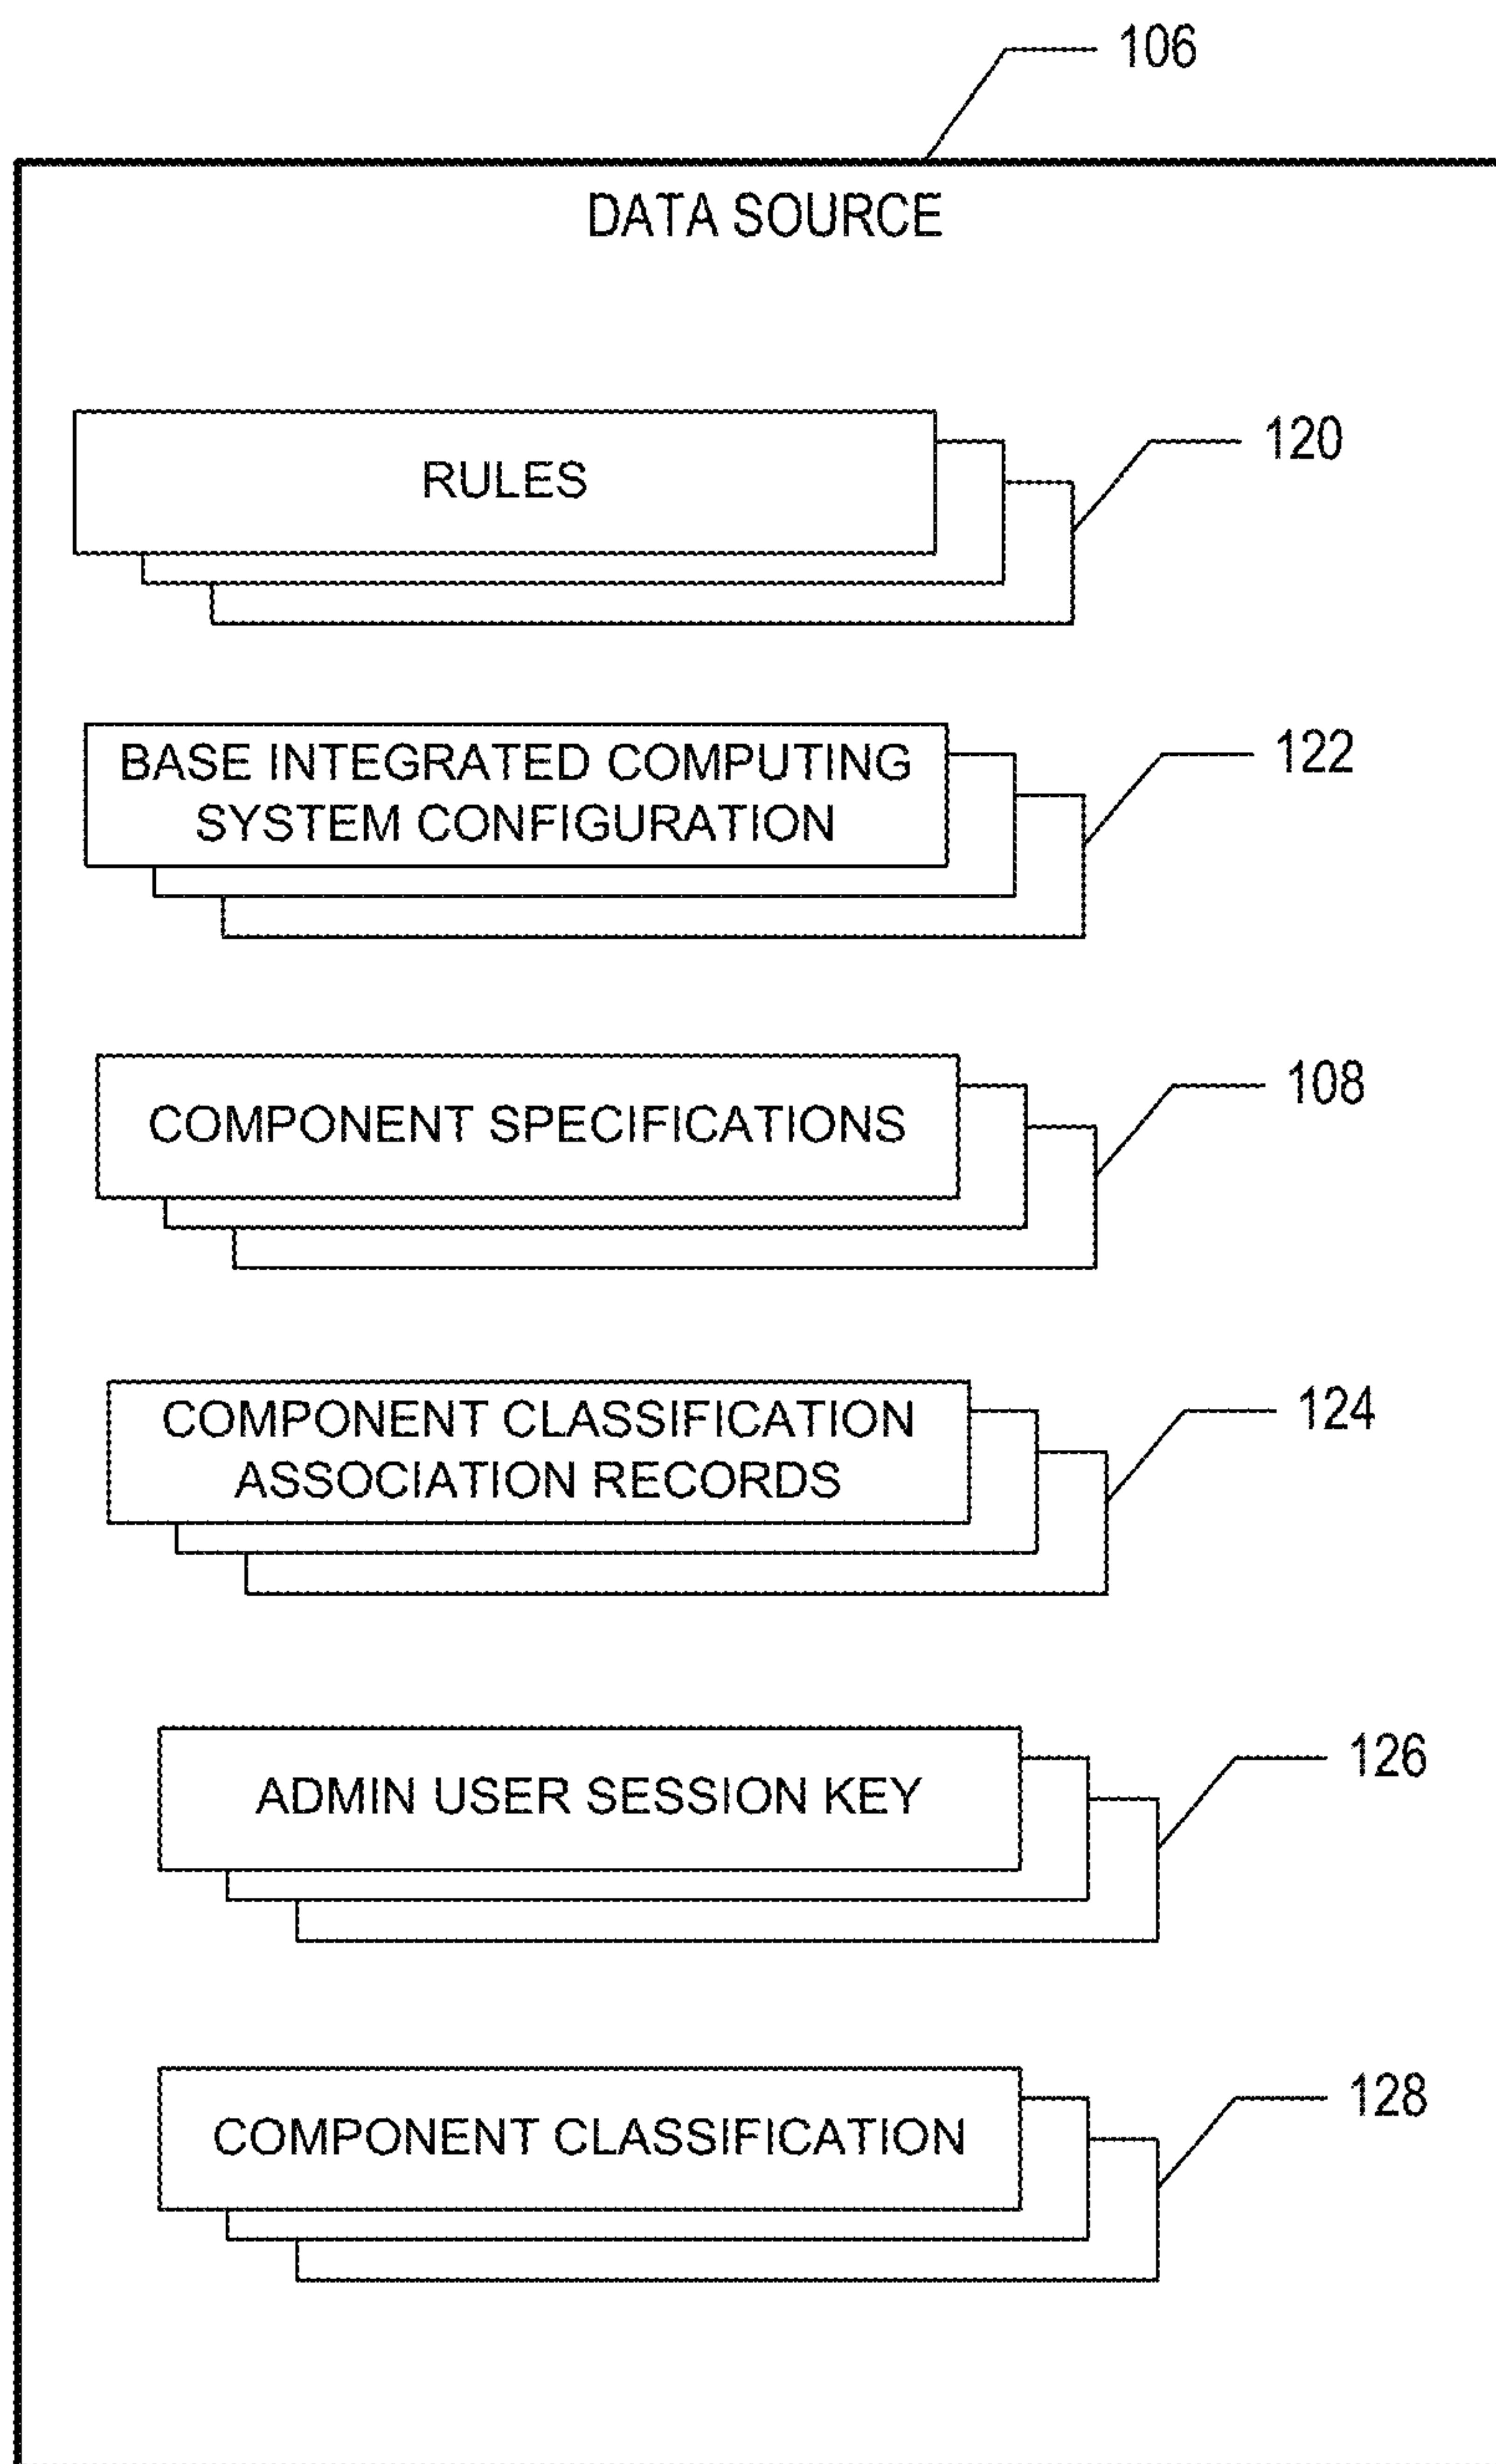 106
DATA SOURCE
RULES
120
BASE INTEGRATED COMPUTING
SYSTEM CONFIGURATION
122
COMPONENT SPECIFICATIONS
108
COMPONENT CLASSIFICATION
ASSOCIATION RECORDS
124
ADMIN USER SESSION KEY
126
COMPONENT CLASSIFICATION
128